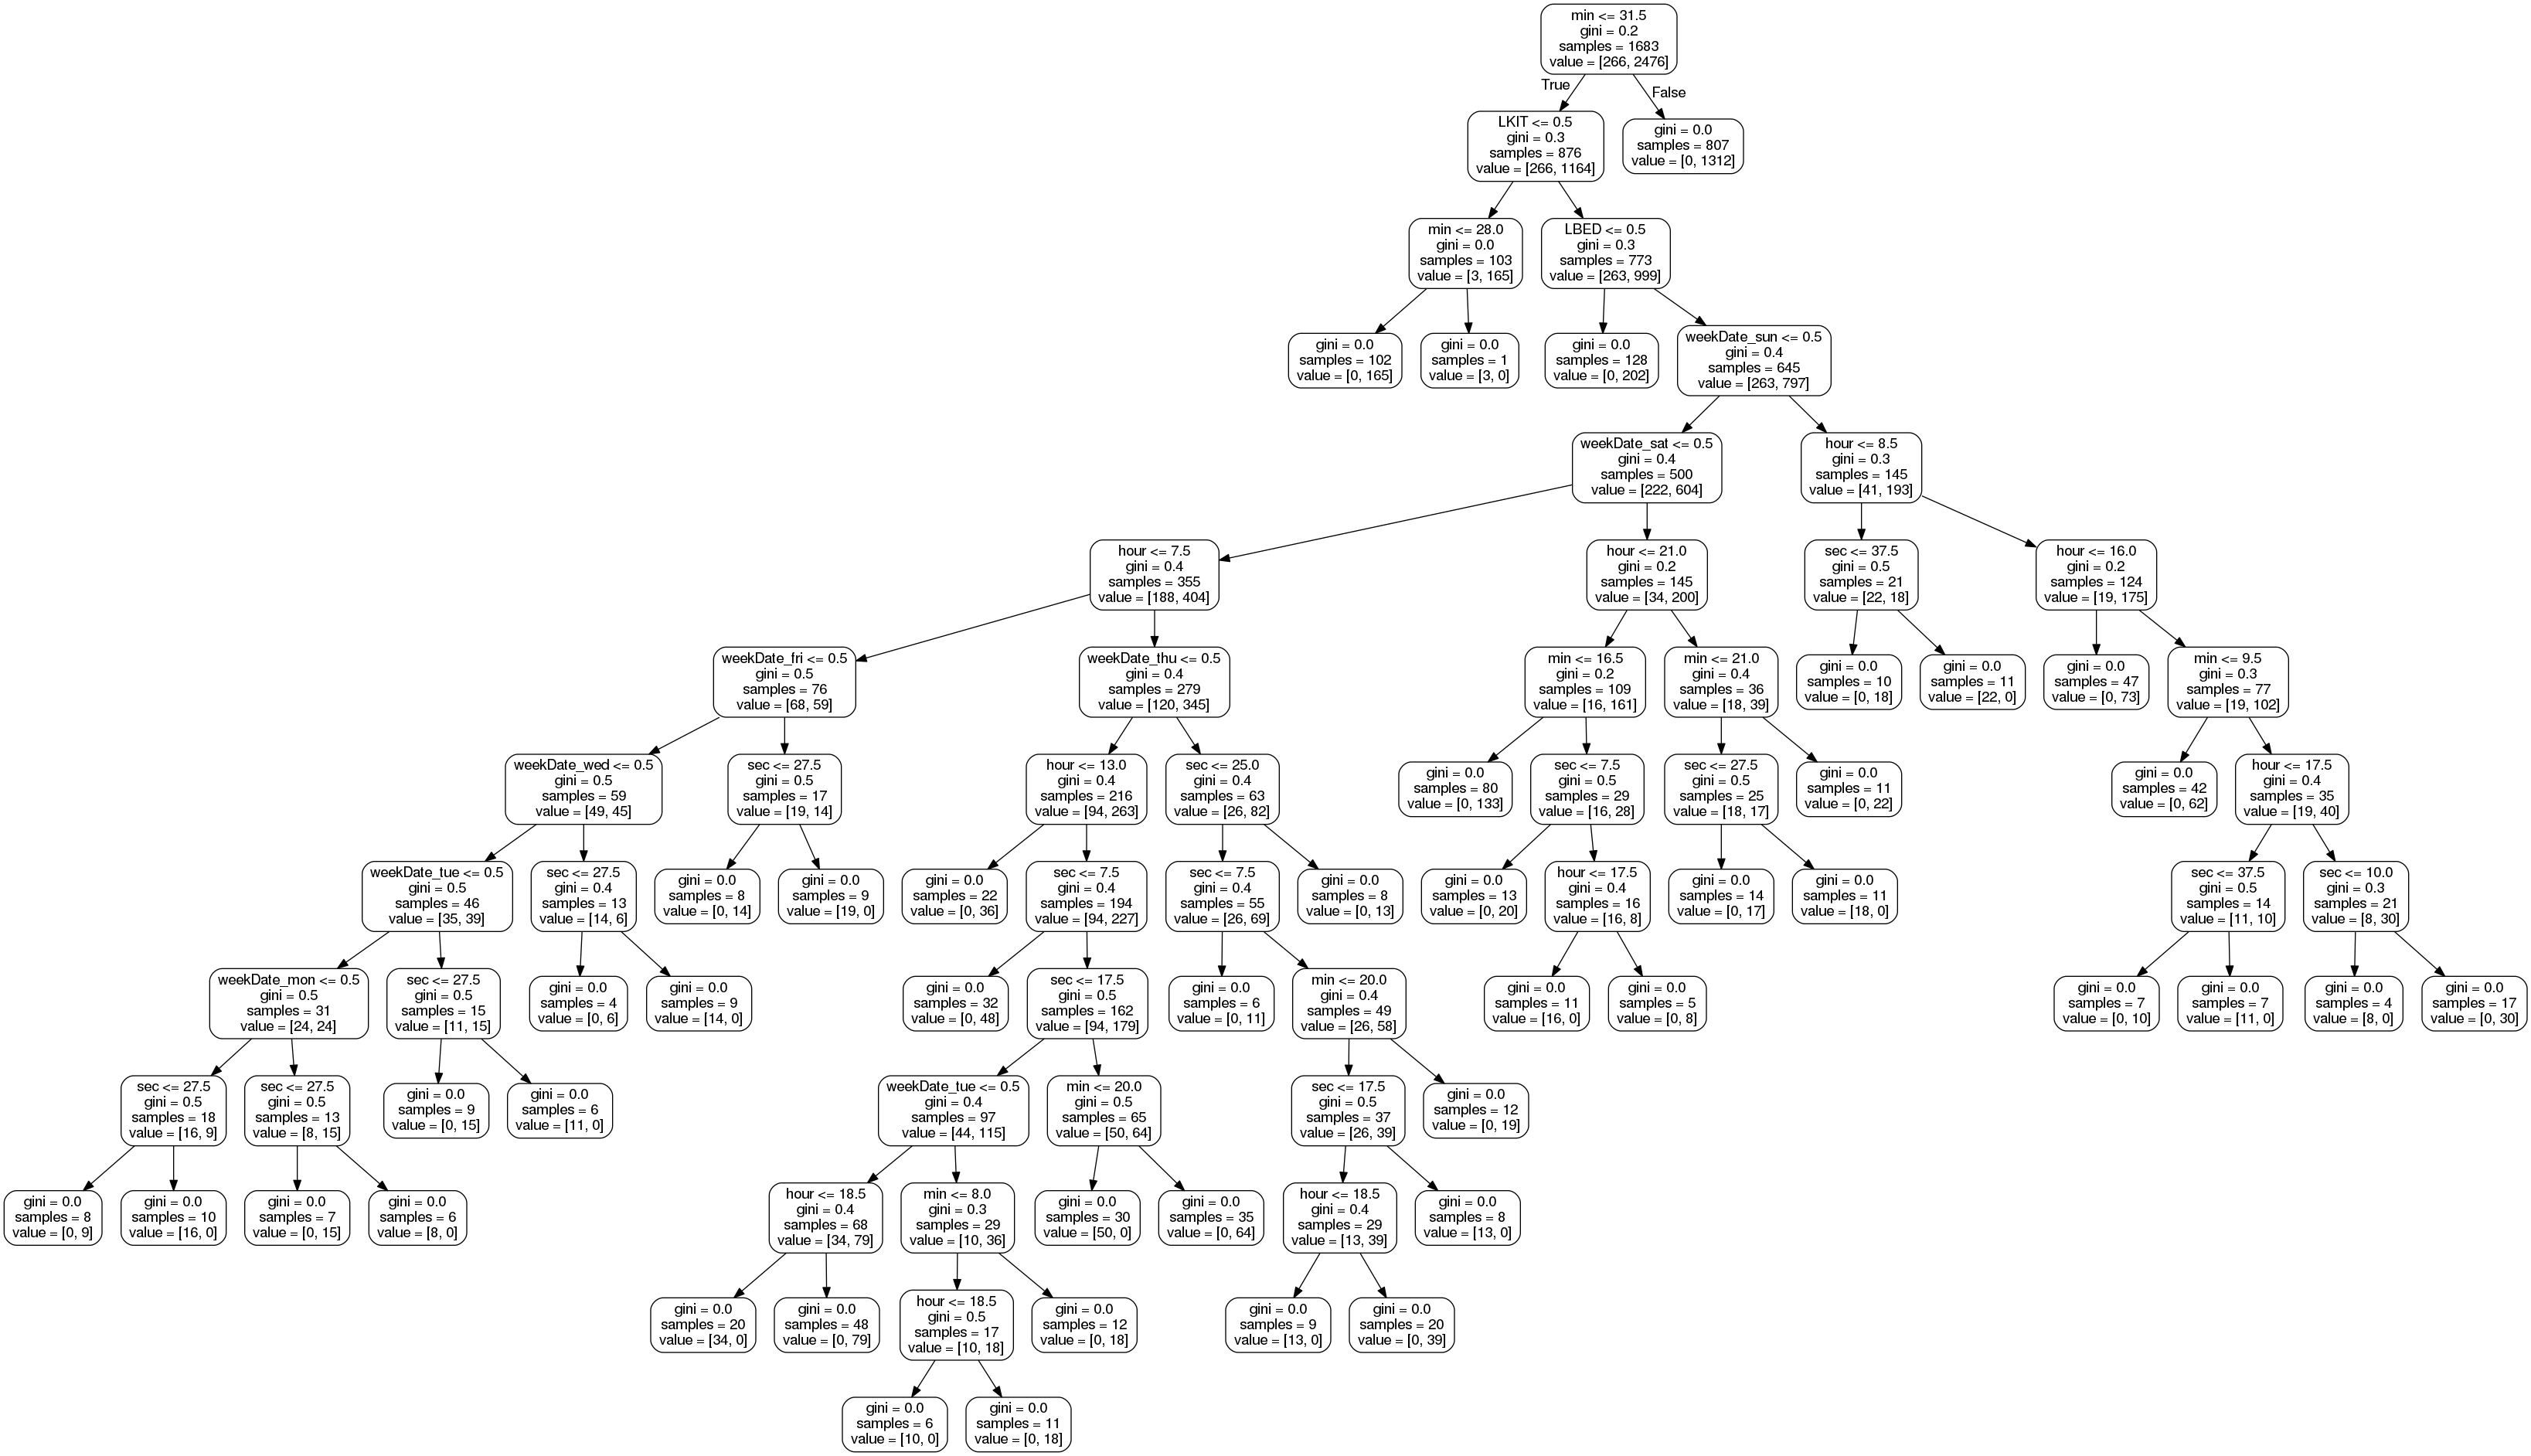 min <= 31.5
gini = 0.2
samples = 1683
value = [266, 2476]
True
False
LKIT <= 0.5
gini = 0.3
samples = 876
value = [266, 1164]
gini = 0.0
samples = 807
value = [0, 1312]
min <= 28.0
gini = 0.0
samples = 103
value = [3, 165]
LBED <= 0.5
gini = 0.3
samples = 773
value = [263, 999]
gini = 0.0
samples = 102
value = [0, 165]
gini = 0.0
samples = 1
value = [3, 0]
gini = 0.0
samples = 128
value = [0, 202]
weekDate_sun <= 0.5
gini = 0.4
samples = 645
value = [263, 797]
weekDate_sat <= 0.5
gini = 0.4
samples = 500
value = [222, 604]
hour <= 8.5
gini = 0.3
samples = 145
value = [41, 193]
hour <= 7.5
gini = 0.4
samples = 355
value = [188, 404]
hour <= 21.0
gini = 0.2
samples = 145
value = [34, 200]
sec <= 37.5
gini = 0.5
samples = 21
value = [22, 18]
hour <= 16.0
gini = 0.2
samples = 124
value = [19, 175]
weekDate_fri <= 0.5
gini = 0.5
samples = 76
value = [68, 59]
weekDate_thu <= 0.5
gini = 0.4
samples = 279
value = [120, 345]
min <= 16.5
gini = 0.2
samples = 109
value = [16, 161]
min <= 21.0
gini = 0.4
samples = 36
value = [18, 39]
gini = 0.0
samples = 10
value = [0, 18]
gini = 0.0
samples = 11
value = [22, 0]
gini = 0.0
samples = 47
value = [0, 73]
min <= 9.5
gini = 0.3
samples = 77
value = [19, 102]
weekDate_wed <= 0.5
gini = 0.5
samples = 59
value = [49, 45]
sec <= 27.5
gini = 0.5
samples = 17
value = [19, 14]
hour <= 13.0
gini = 0.4
samples = 216
value = [94, 263]
sec <= 25.0
gini = 0.4
samples = 63
value = [26, 82]
gini = 0.0
samples = 80
value = [0, 133]
sec <= 7.5
gini = 0.5
samples = 29
value = [16, 28]
sec <= 27.5
gini = 0.5
samples = 25
value = [18, 17]
gini = 0.0
samples = 11
value = [0, 22]
gini = 0.0
samples = 42
value = [0, 62]
hour <= 17.5
gini = 0.4
samples = 35
value = [19, 40]
weekDate_tue <= 0.5
gini = 0.5
samples = 46
value = [35, 39]
sec <= 27.5
gini = 0.4
samples = 13
value = [14, 6]
gini = 0.0
samples = 8
value = [0, 14]
gini = 0.0
samples = 9
value = [19, 0]
gini = 0.0
samples = 22
value = [0, 36]
sec <= 7.5
gini = 0.4
samples = 194
value = [94, 227]
sec <= 7.5
gini = 0.4
samples = 55
value = [26, 69]
gini = 0.0
samples = 8
value = [0, 13]
gini = 0.0
samples = 13
value = [0, 20]
hour <= 17.5
gini = 0.4
samples = 16
value = [16, 8]
gini = 0.0
samples = 14
value = [0, 17]
gini = 0.0
samples = 11
value = [18, 0]
sec <= 37.5
gini = 0.5
samples = 14
value = [11, 10]
sec <= 10.0
gini = 0.3
samples = 21
value = [8, 30]
weekDate_mon <= 0.5
gini = 0.5
samples = 31
value = [24, 24]
sec <= 27.5
gini = 0.5
samples = 15
value = [11, 15]
gini = 0.0
samples = 4
value = [0, 6]
gini = 0.0
samples = 9
value = [14, 0]
gini = 0.0
samples = 32
value = [0, 48]
sec <= 17.5
gini = 0.5
samples = 162
value = [94, 179]
gini = 0.0
samples = 6
value = [0, 11]
min <= 20.0
gini = 0.4
samples = 49
value = [26, 58]
gini = 0.0
samples = 11
value = [16, 0]
gini = 0.0
samples = 5
value = [0, 8]
gini = 0.0
samples = 7
value = [0, 10]
gini = 0.0
samples = 7
value = [11, 0]
gini = 0.0
samples = 4
value = [8, 0]
gini = 0.0
samples = 17
value = [0, 30]
sec <= 27.5
gini = 0.5
samples = 18
value = [16, 9]
sec <= 27.5
gini = 0.5
samples = 13
value = [8, 15]
gini = 0.0
samples = 9
value = [0, 15]
gini = 0.0
samples = 6
value = [11, 0]
weekDate_tue <= 0.5
gini = 0.4
samples = 97
value = [44, 115]
min <= 20.0
gini = 0.5
samples = 65
value = [50, 64]
sec <= 17.5
gini = 0.5
samples = 37
value = [26, 39]
gini = 0.0
samples = 12
value = [0, 19]
gini = 0.0
samples = 8
value = [0, 9]
gini = 0.0
samples = 10
value = [16, 0]
gini = 0.0
samples = 7
value = [0, 15]
gini = 0.0
samples = 6
value = [8, 0]
hour <= 18.5
gini = 0.4
samples = 68
value = [34, 79]
min <= 8.0
gini = 0.3
samples = 29
value = [10, 36]
gini = 0.0
samples = 30
value = [50, 0]
gini = 0.0
samples = 35
value = [0, 64]
hour <= 18.5
gini = 0.4
samples = 29
value = [13, 39]
gini = 0.0
samples = 8
value = [13, 0]
gini = 0.0
samples = 20
value = [34, 0]
gini = 0.0
samples = 48
value = [0, 79]
hour <= 18.5
gini = 0.5
samples = 17
value = [10, 18]
gini = 0.0
samples = 12
value = [0, 18]
gini = 0.0
samples = 9
value = [13, 0]
gini = 0.0
samples = 20
value = [0, 39]
gini = 0.0
samples = 6
value = [10, 0]
gini = 0.0
samples = 11
value = [0, 18]